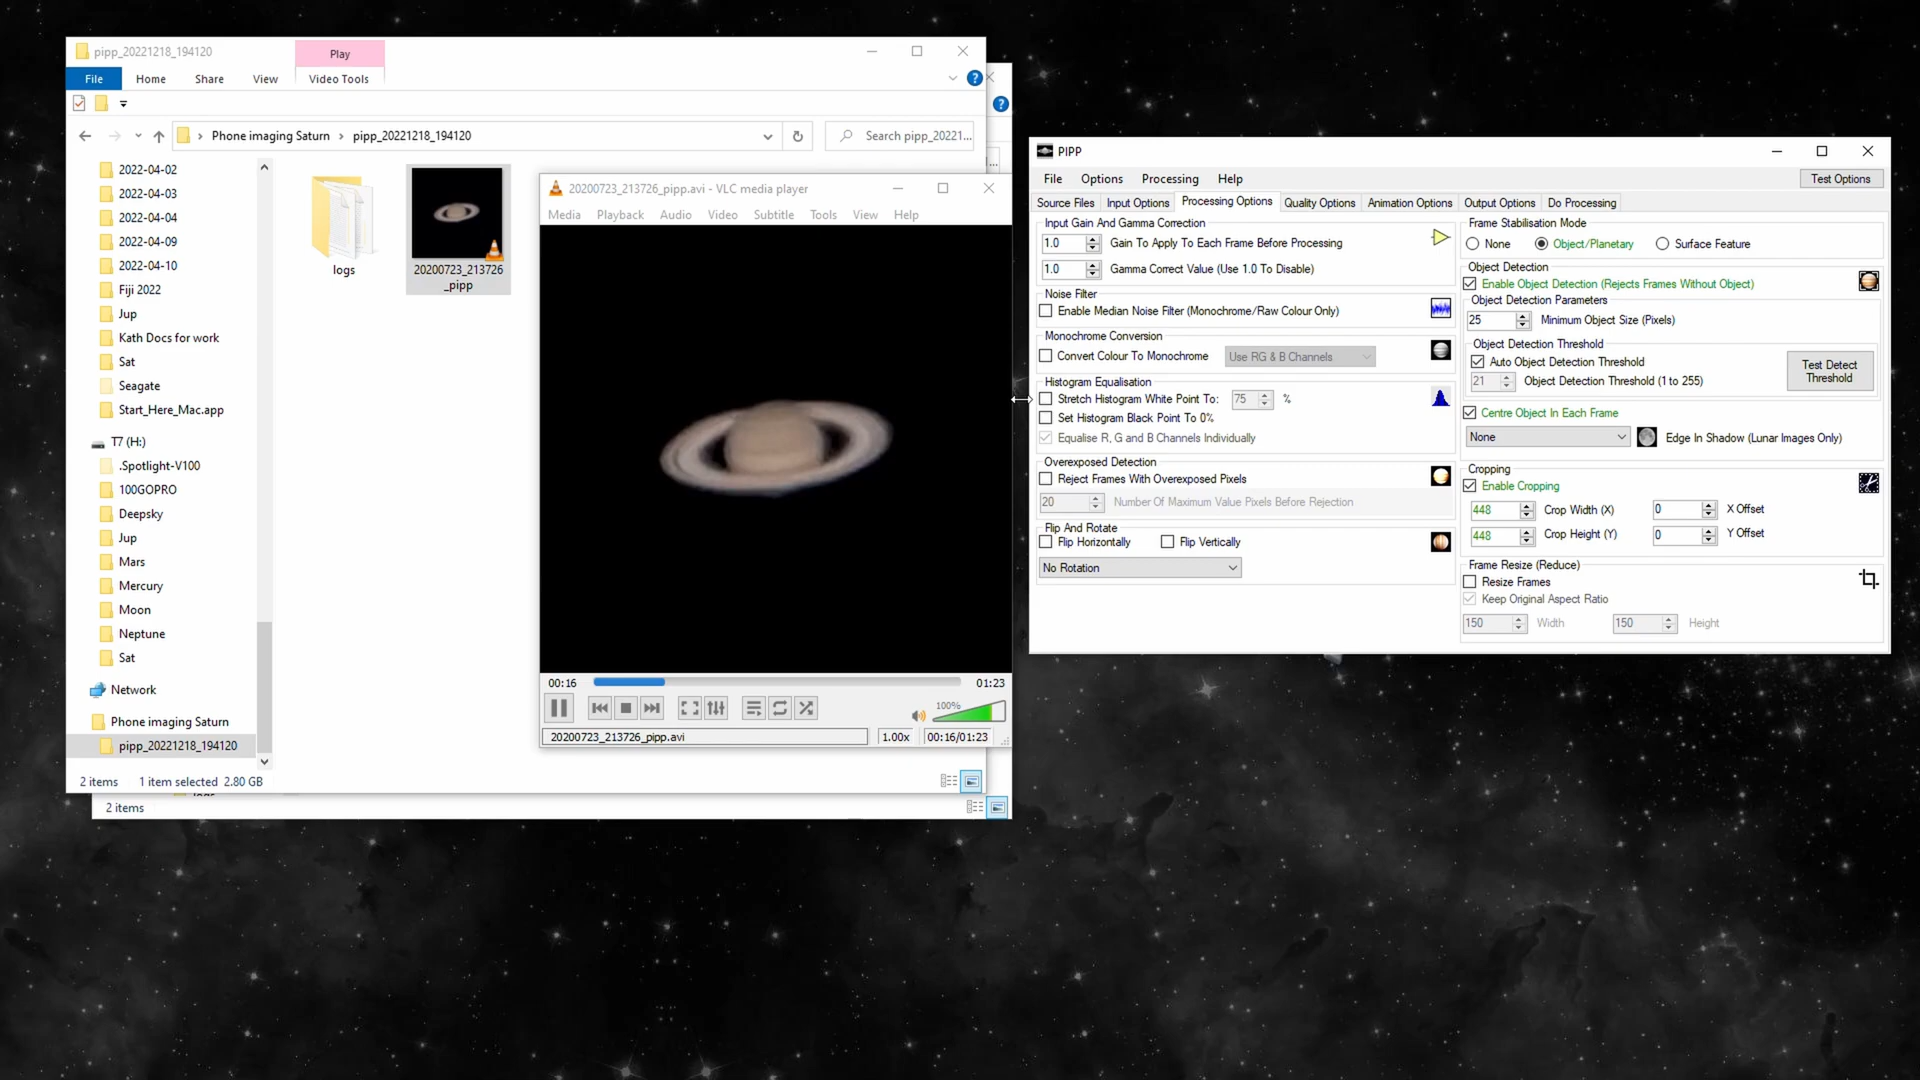 pipp_20221218_194120
Play
File
Home
Share
View
Video Tools
Phone imaging Saturn
pipp_20221218_194120
Search pipp_20221...
2022-04-02
2022-04-03
2022-04-04
2022-04-09
2022-04-10
Fiji 2022
Jup
Kath Docs for work
Sat
Seagate
Start_Here_Mac.app
T7 (H:)
.Spotlight-V100
100GOPRO
Deepsky
Jup
Mars
Mercury
Moon
Neptune
Sat
Network
Phone imaging Saturn
pipp_20221218_194120
logs
20200723_213726
_pipp
2 items
1 item selected 2.80 GB
2 items
20200723_213726_pipp.avi - VLC media player
Media
Playback
Audio
Video
Subtitle
Tools
View
Help
00:16
01:23
100%
20200723_213726_pipp.avi
1.00x
00:16/01:23
PIPP
File
Options
Processing
Help
Test Options
Source Files
Input Options
Processing Options
Quality Options
Animation Options
Output Options
Do Processing
Input Gain And Gamma Correction
1.0
Gain To Apply To Each Frame Before Processing
1.0
Gamma Correct Value (Use 1.0 To Disable)
Noise Filter
Enable Median Noise Filter (Monochrome/Raw Colour Only)
Monochrome Conversion
Convert Colour To Monochrome
Use RG & B Channels
Histogram Equalisation
Stretch Histogram White Point To:
75
%
Set Histogram Black Point To 0%
Equalise R, G and B Channels Individually
Overexposed Detection
Reject Frames With Overexposed Pixels
20
Number Of Maximum Value Pixels Before Rejection
Flip And Rotate
Flip Horizontally
Flip Vertically
No Rotation
Frame Stabilisation Mode
None
Object/Planetary
Surface Feature
Object Detection
Enable Object Detection (Rejects Frames Without Object)
Object Detection Parameters
25
Minimum Object Size (Pixels)
Object Detection Threshold
Auto Object Detection Threshold
21
Object Detection Threshold (1 to 255)
Test Detect
Threshold
Centre Object In Each Frame
None
Edge In Shadow (Lunar Images Only)
Cropping
Enable Cropping
448
Crop Width (X)
0
X Offset
448
Crop Height (Y)
0
Y Offset
Frame Resize (Reduce)
Resize Frames
Keep Original Aspect Ratio
150
Width
150
Height